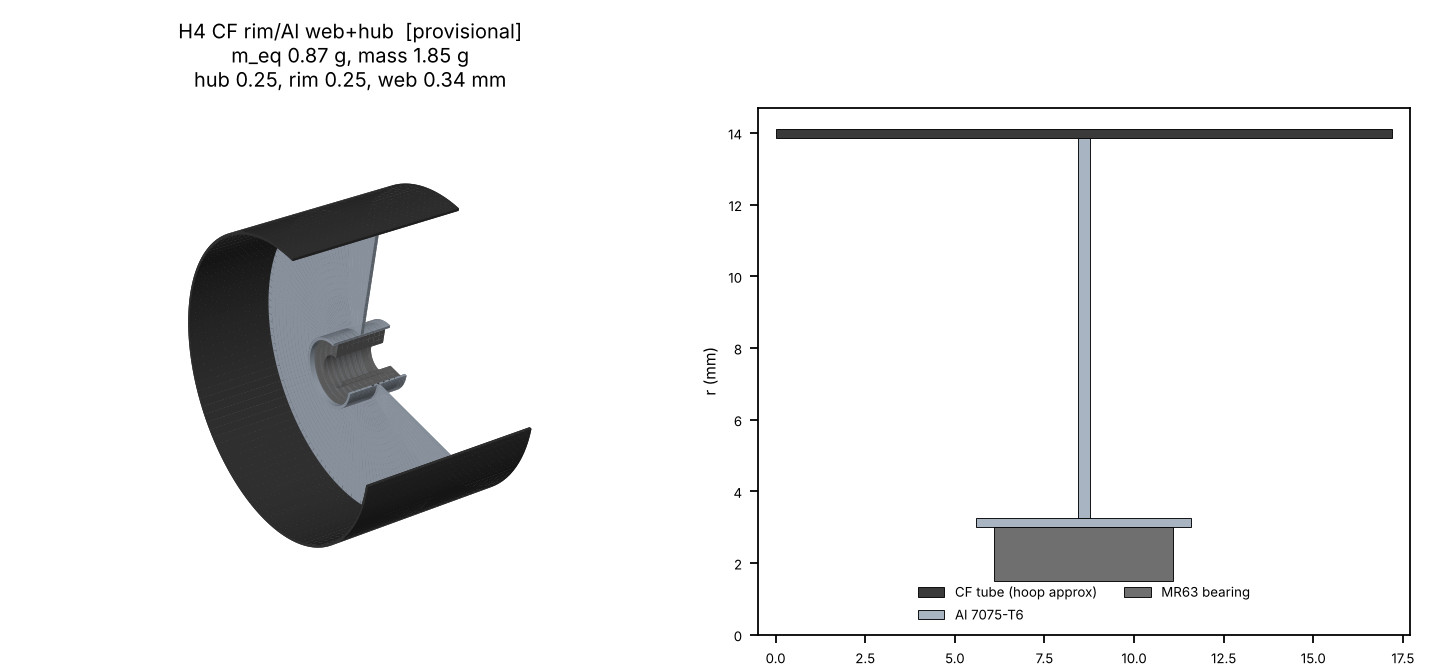 H4 CF rim/Al web+hub  [provisional]
m_eq 0.87 g, mass 1.85 g
hub 0.25, rim 0.25, web 0.34 mm
14
12
10
8
6
4
2
0
r (mm)
CF tube (hoop approx)
MR63 bearing
Al 7075-T6
0.0
2.5
5.0
7.5
10.0
12.5
15.0
17.5